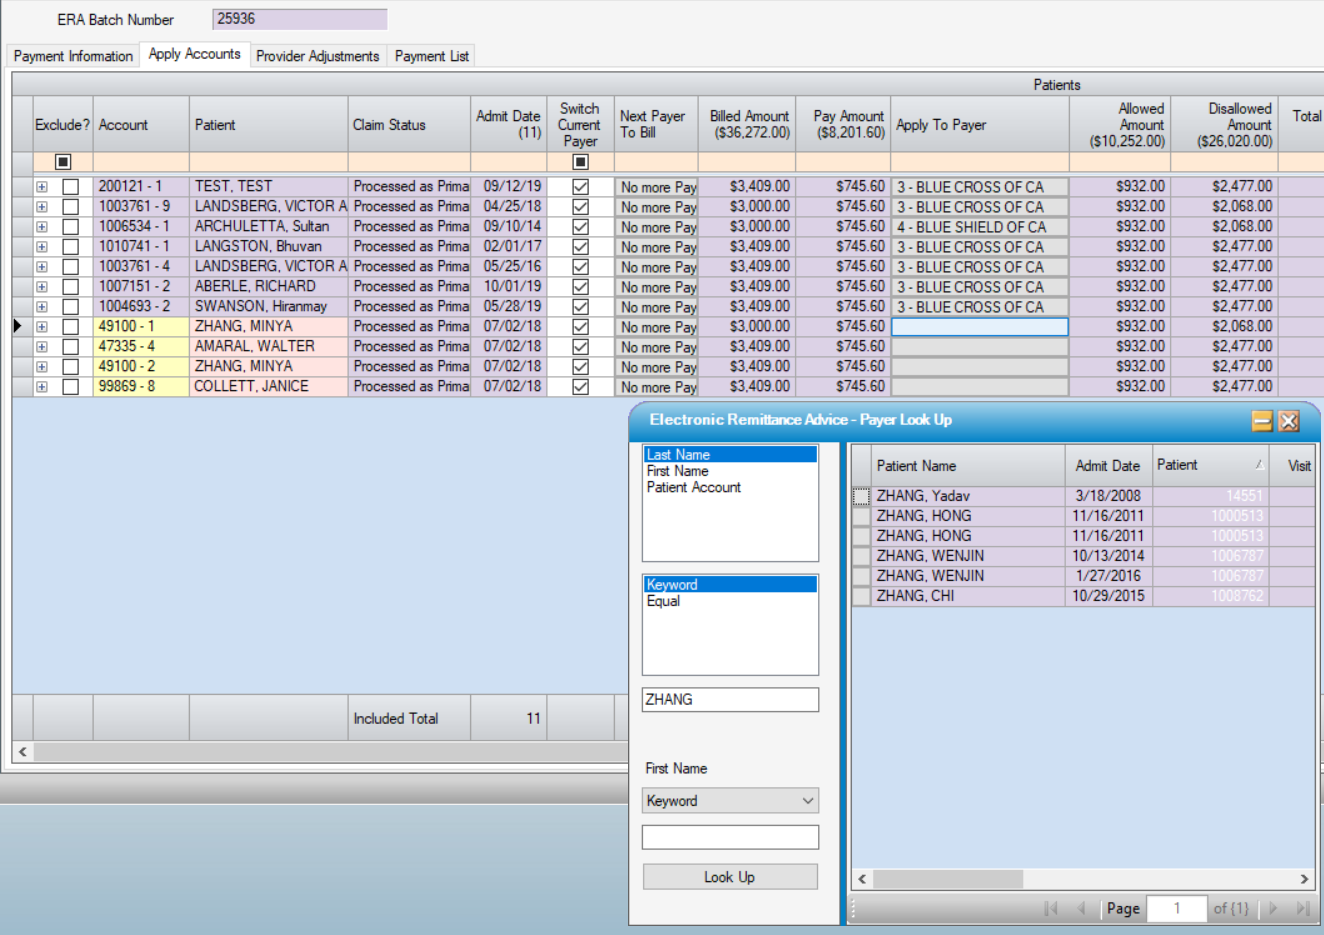 ERA Batch Number 25936
Payment Information Apply Accounts Provider Adjustments Payment List
Patients
Exclude? Account Patient Claim Status Admit Date (11) Switch Current Payer Next Payer To Bill Billed Amount ($36,272.00) Pay Amount ($8,201.60) Apply To Payer Allowed Amount ($10,252.00) Disallowed Amount ($26,020.00) Total
200121 - 1 TEST, TEST Processed as Prima 09/12/19 No more Pay $3,409.00 $745.60 3 - BLUE CROSS OF CA $932.00 $2,477.00
1003761 - 9 LANDSBERG, VICTOR A Processed as Prima 04/25/18 No more Pay $3,000.00 $745.60 3 - BLUE CROSS OF CA $932.00 $2,068.00
1006534 - 1 ARCHULETTA, Sultan Processed as Prima 09/10/14 No more Pay $3,000.00 $745.60 4 - BLUE SHIELD OF CA $932.00 $2,068.00
1010741 - 1 LANGSTON, Bhuvan Processed as Prima 02/01/17 No more Pay $3,409.00 $745.60 3 - BLUE CROSS OF CA $932.00 $2,477.00
1003761 - 4 LANDSBERG, VICTOR A Processed as Prima 05/25/16 No more Pay $3,409.00 $745.60 3 - BLUE CROSS OF CA $932.00 $2,477.00
1007151 - 2 ABERLE, RICHARD Processed as Prima 10/01/19 No more Pay $3,409.00 $745.60 3 - BLUE CROSS OF CA $932.00 $2,477.00
1004693 - 2 SWANSON, Hiranmay Processed as Prima 05/28/19 No more Pay $3,409.00 $745.60 3 - BLUE CROSS OF CA $932.00 $2,477.00
49100 - 1 ZHANG, MINYA Processed as Prima 07/02/18 No more Pay $3,000.00 $745.60 $932.00 $2,068.00
47335 - 4 AMARAL, WALTER Processed as Prima 07/02/18 No more Pay $3,409.00 $745.60 $932.00 $2,477.00
49100 - 2 ZHANG, MINYA Processed as Prima 07/02/18 No more Pay $3,409.00 $745.60 $932.00 $2,477.00
99869 - 8 COLLETT, JANICE Processed as Prima 07/02/18 No more Pay $3,409.00 $745.60 $932.00 $2,477.00
Included Total 11
Electronic Remittance Advice - Payer Look Up
Last Name
First Name
Patient Account
Keyword
Equal
ZHANG
First Name
Keyword
Look Up
Patient Name Admit Date Patient Visit
ZHANG, Yadav 3/18/2008 14551
ZHANG, HONG 11/16/2011 1000513
ZHANG, HONG 11/16/2011 1000513
ZHANG, WENJIN 10/13/2014 1006787
ZHANG, WENJIN 1/27/2016 1006787
ZHANG, CHI 10/29/2015 1008762
Page 1 of {1}